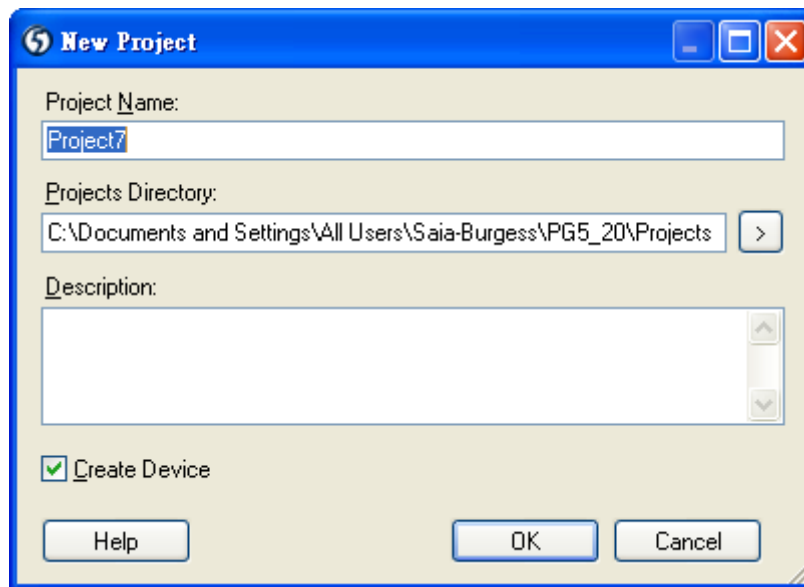 New Project
Project Name:
Project7
Projects Directory:
C:\Documents and Settings\All Users\Saia-Burgess\PG5_20\Projects
>
Description:
Create Device
Help
OK
Cancel